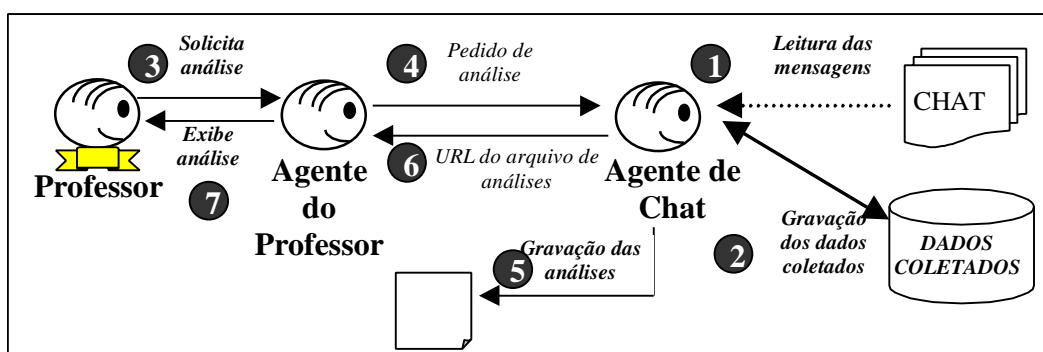 3
Solicita
análise
4
Pedido de
análise
1
Leitura das
mensagens
CHAT
Exibe
análise
7
Professor
6
URL do arquivo de
análises
Agente
do
Professor
Agente de
Chat
2
Gravação
dos dados
coletados
DADOS
COLETADOS
5
Gravação das
análises